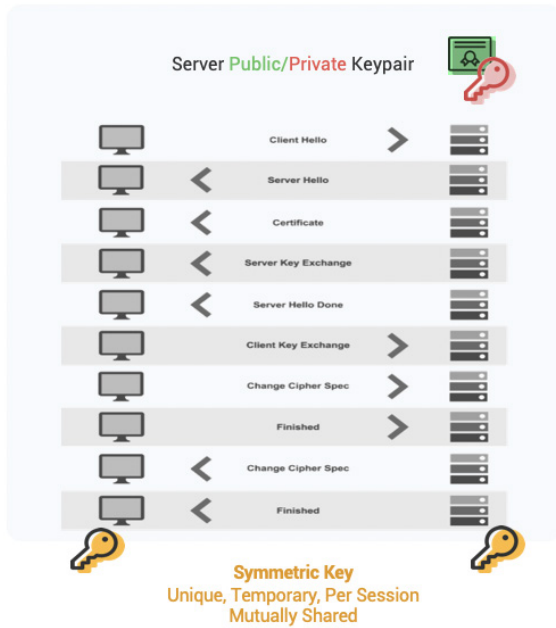 Server Public/Private Keypair
Client Hello
Server Hello
Certificate
Server Key Exchange
Server Hello Done
Client Key Exchange
Change Cipher Spec
Finished
Change Cipher Spec
Finished
Symmetric Key
Unique, Temporary, Per Session
Mutually Shared